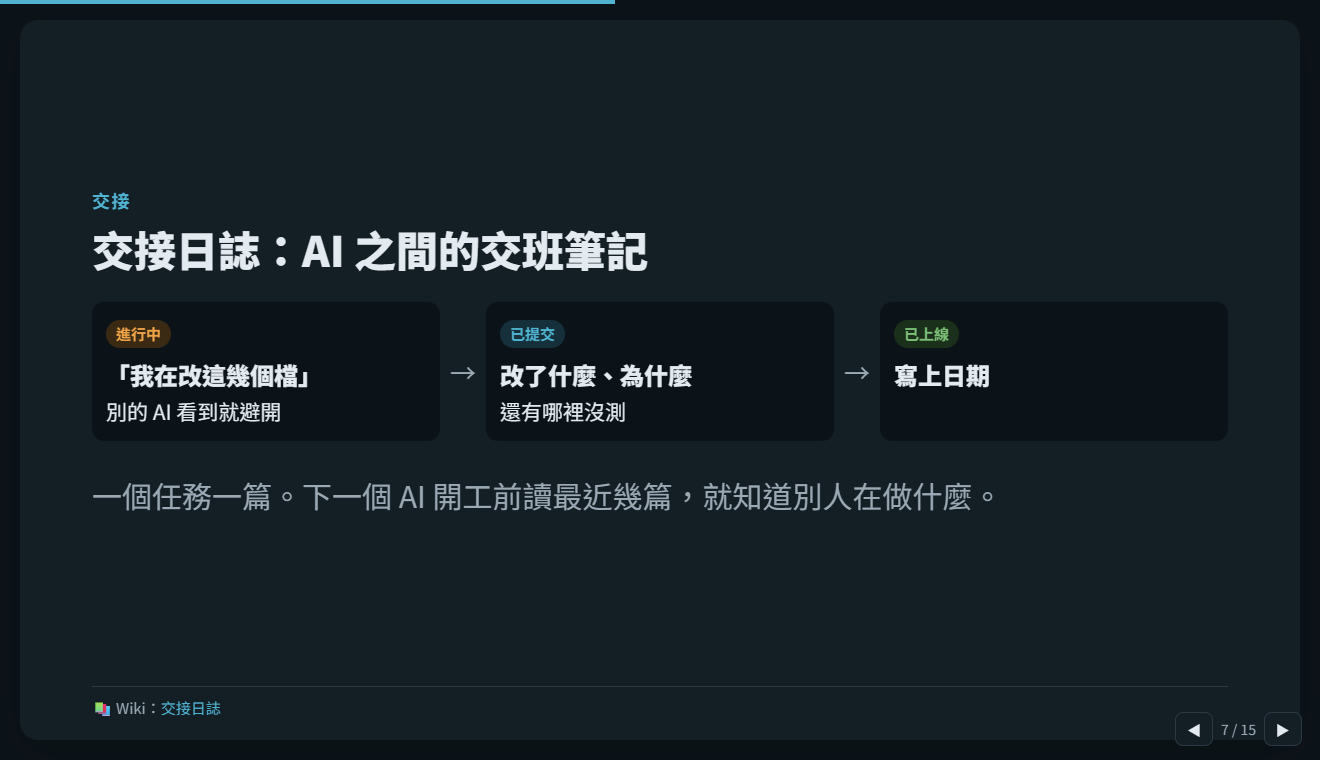 交接
交接日誌：AI 之間的交班筆記
進行中
「我在改這幾個檔」
別的 AI 看到就避開
→
已提交
改了什麼、為什麼
還有哪裡沒測
→
已上線
寫上日期
一個任務一篇。下一個 AI 開工前讀最近幾篇，就知道別人在做什麼。
Wiki：交接日誌
◀ 7 / 15 ▶